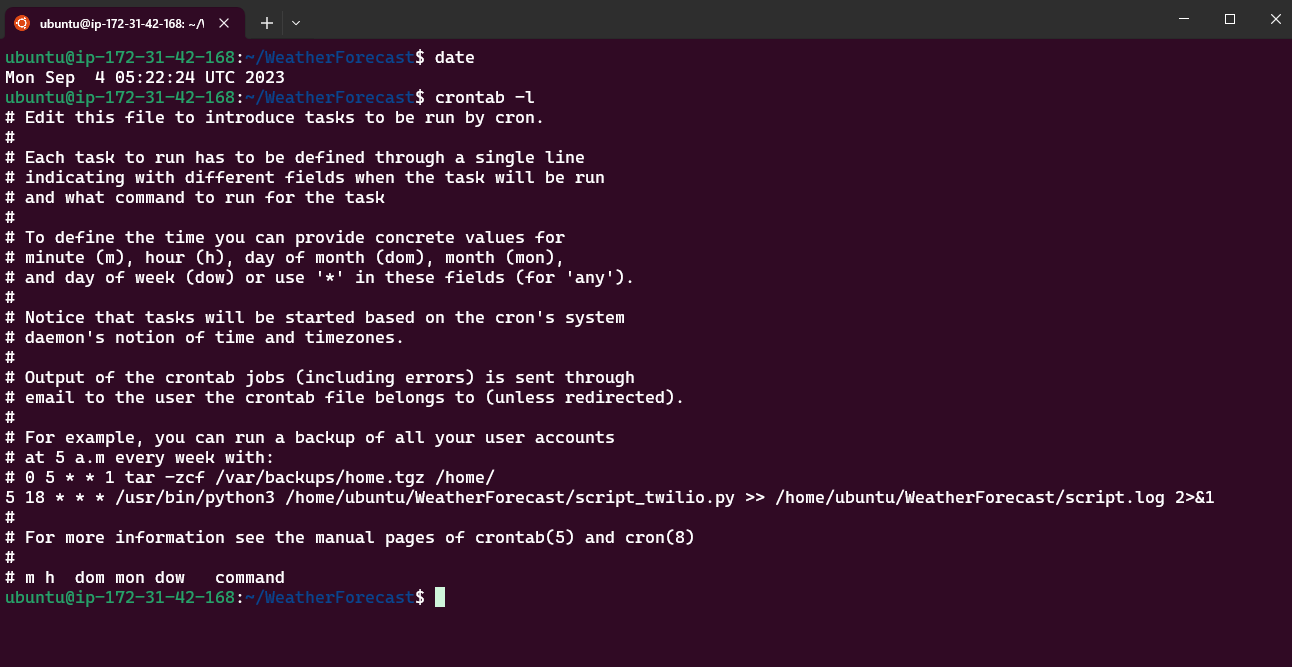 ubuntu@ip-172-31-42-168: ~/\
ubuntu@ip-172-31-42-168:~/WeatherForecast$ date
Mon Sep  4 05:22:24 UTC 2023
ubuntu@ip-172-31-42-168:~/WeatherForecast$ crontab -l
# Edit this file to introduce tasks to be run by cron.
#
# Each task to run has to be defined through a single line
# indicating with different fields when the task will be run
# and what command to run for the task
#
# To define the time you can provide concrete values for
# minute (m), hour (h), day of month (dom), month (mon),
# and day of week (dow) or use '*' in these fields (for 'any').
#
# Notice that tasks will be started based on the cron's system
# daemon's notion of time and timezones.
#
# Output of the crontab jobs (including errors) is sent through
# email to the user the crontab file belongs to (unless redirected).
#
# For example, you can run a backup of all your user accounts
# at 5 a.m every week with:
# 0 5 * * 1 tar -zcf /var/backups/home.tgz /home/
5 18 * * * /usr/bin/python3 /home/ubuntu/WeatherForecast/script_twilio.py >> /home/ubuntu/WeatherForecast/script.log 2>&1
#
# For more information see the manual pages of crontab(5) and cron(8)
#
# m h  dom mon dow   command
ubuntu@ip-172-31-42-168:~/WeatherForecast$